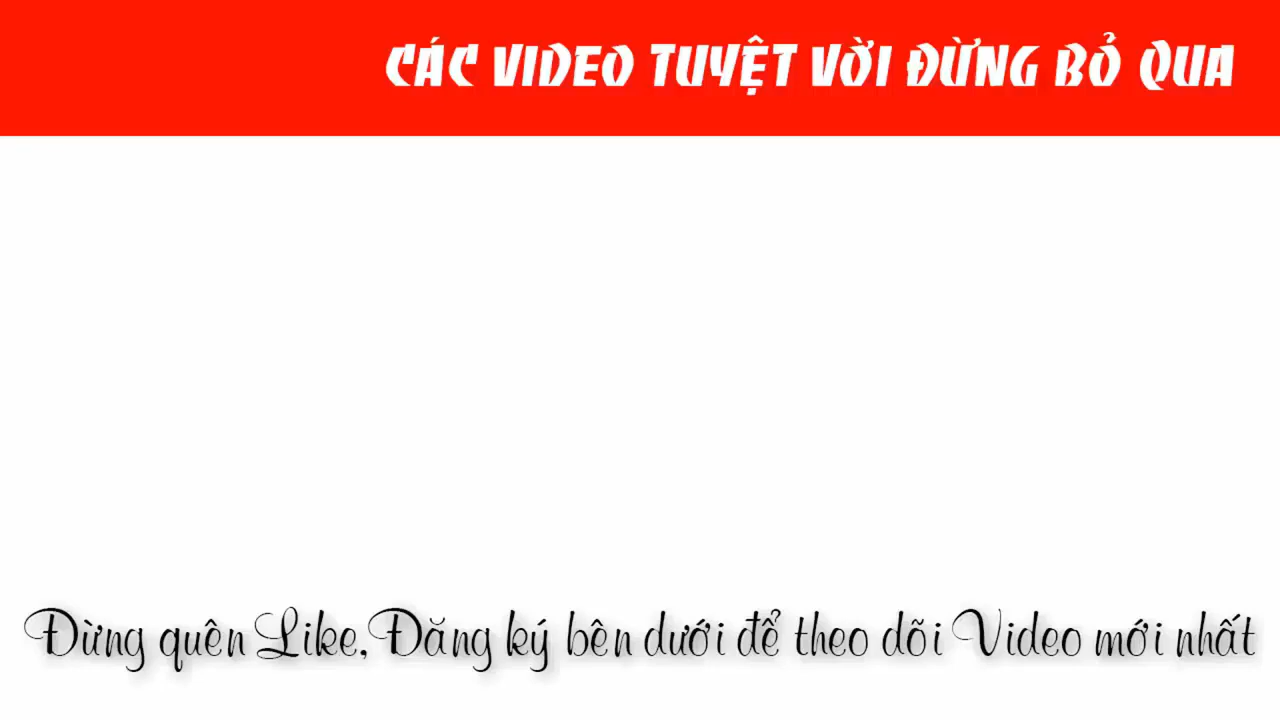 CÁC VIDEO TUYỆT VỜI ĐỪNG BỎ QUA
Đừng quên Like,Đăng ký bên dưới để theo dõi Video mới nhất